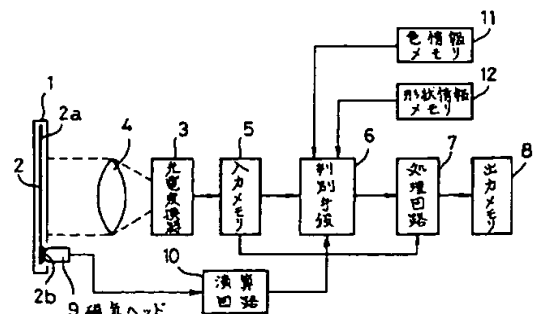 11
色情報
メモリ
12
形状情報
メモリ
1
2a
2
4
3
光電変換器
5
入力メモリ
6
判別手段
7
処理回路
8
出力メモリ
10
演算
回路
2b
9 磁気ヘッド